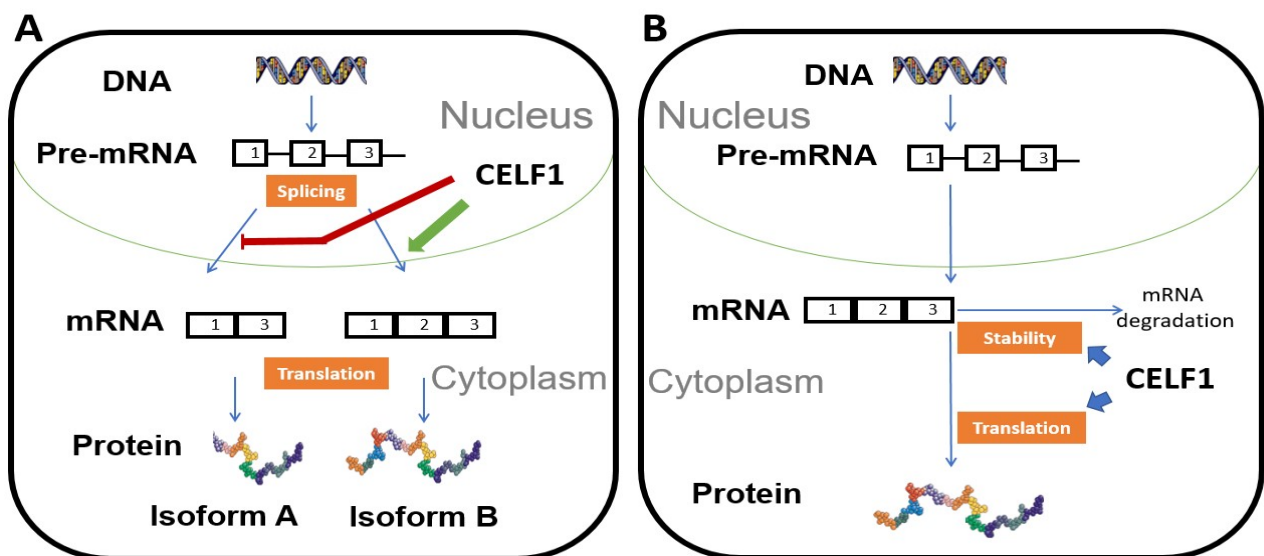 A
DNA
Nucleus
Pre-mRNA
1 2 3
CELF1
Splicing
mRNA
1 3
1 2 3
Translation
Cytoplasm
Protein
Isoform A
Isoform B
B
DNA
Nucleus
Pre-mRNA
1 2 3
mRNA
1 2 3
mRNA
degradation
Stability
CELF1
Cytoplasm
Translation
Protein